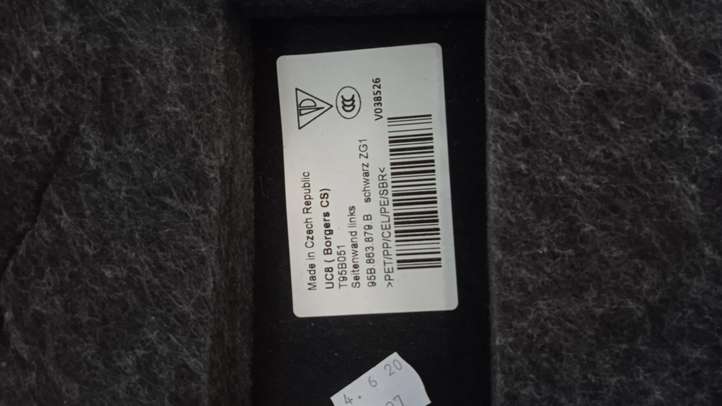 Made in Czech Republic
UC8 ( Borgers CS)
T95B051
Seitenwand links
95B.863.879.B schwarz ZG1
>PET/PP/CEL/PE/SBR<
V038526
4. 6 20